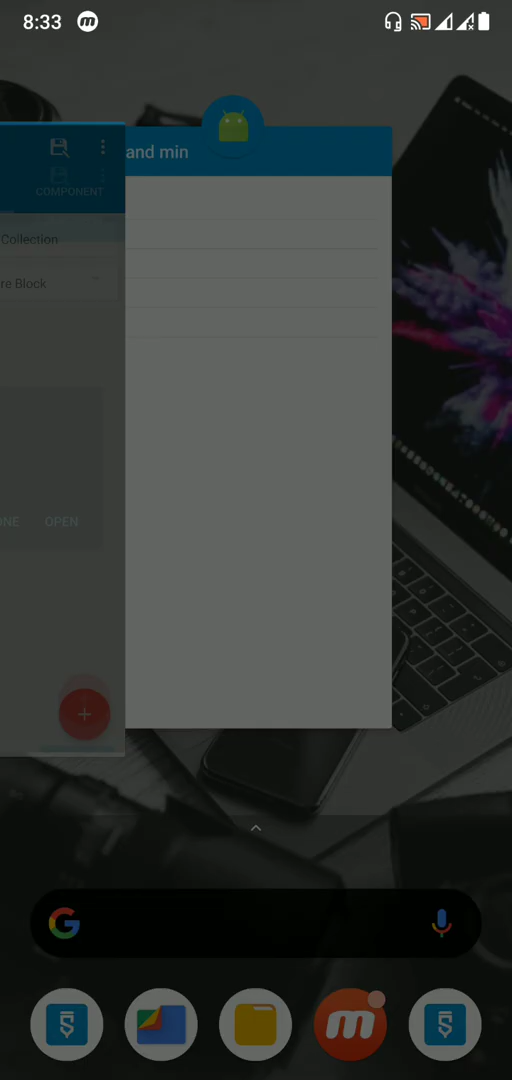 8:33
and min
COMPONENT
Collection
re Block
ONE OPEN